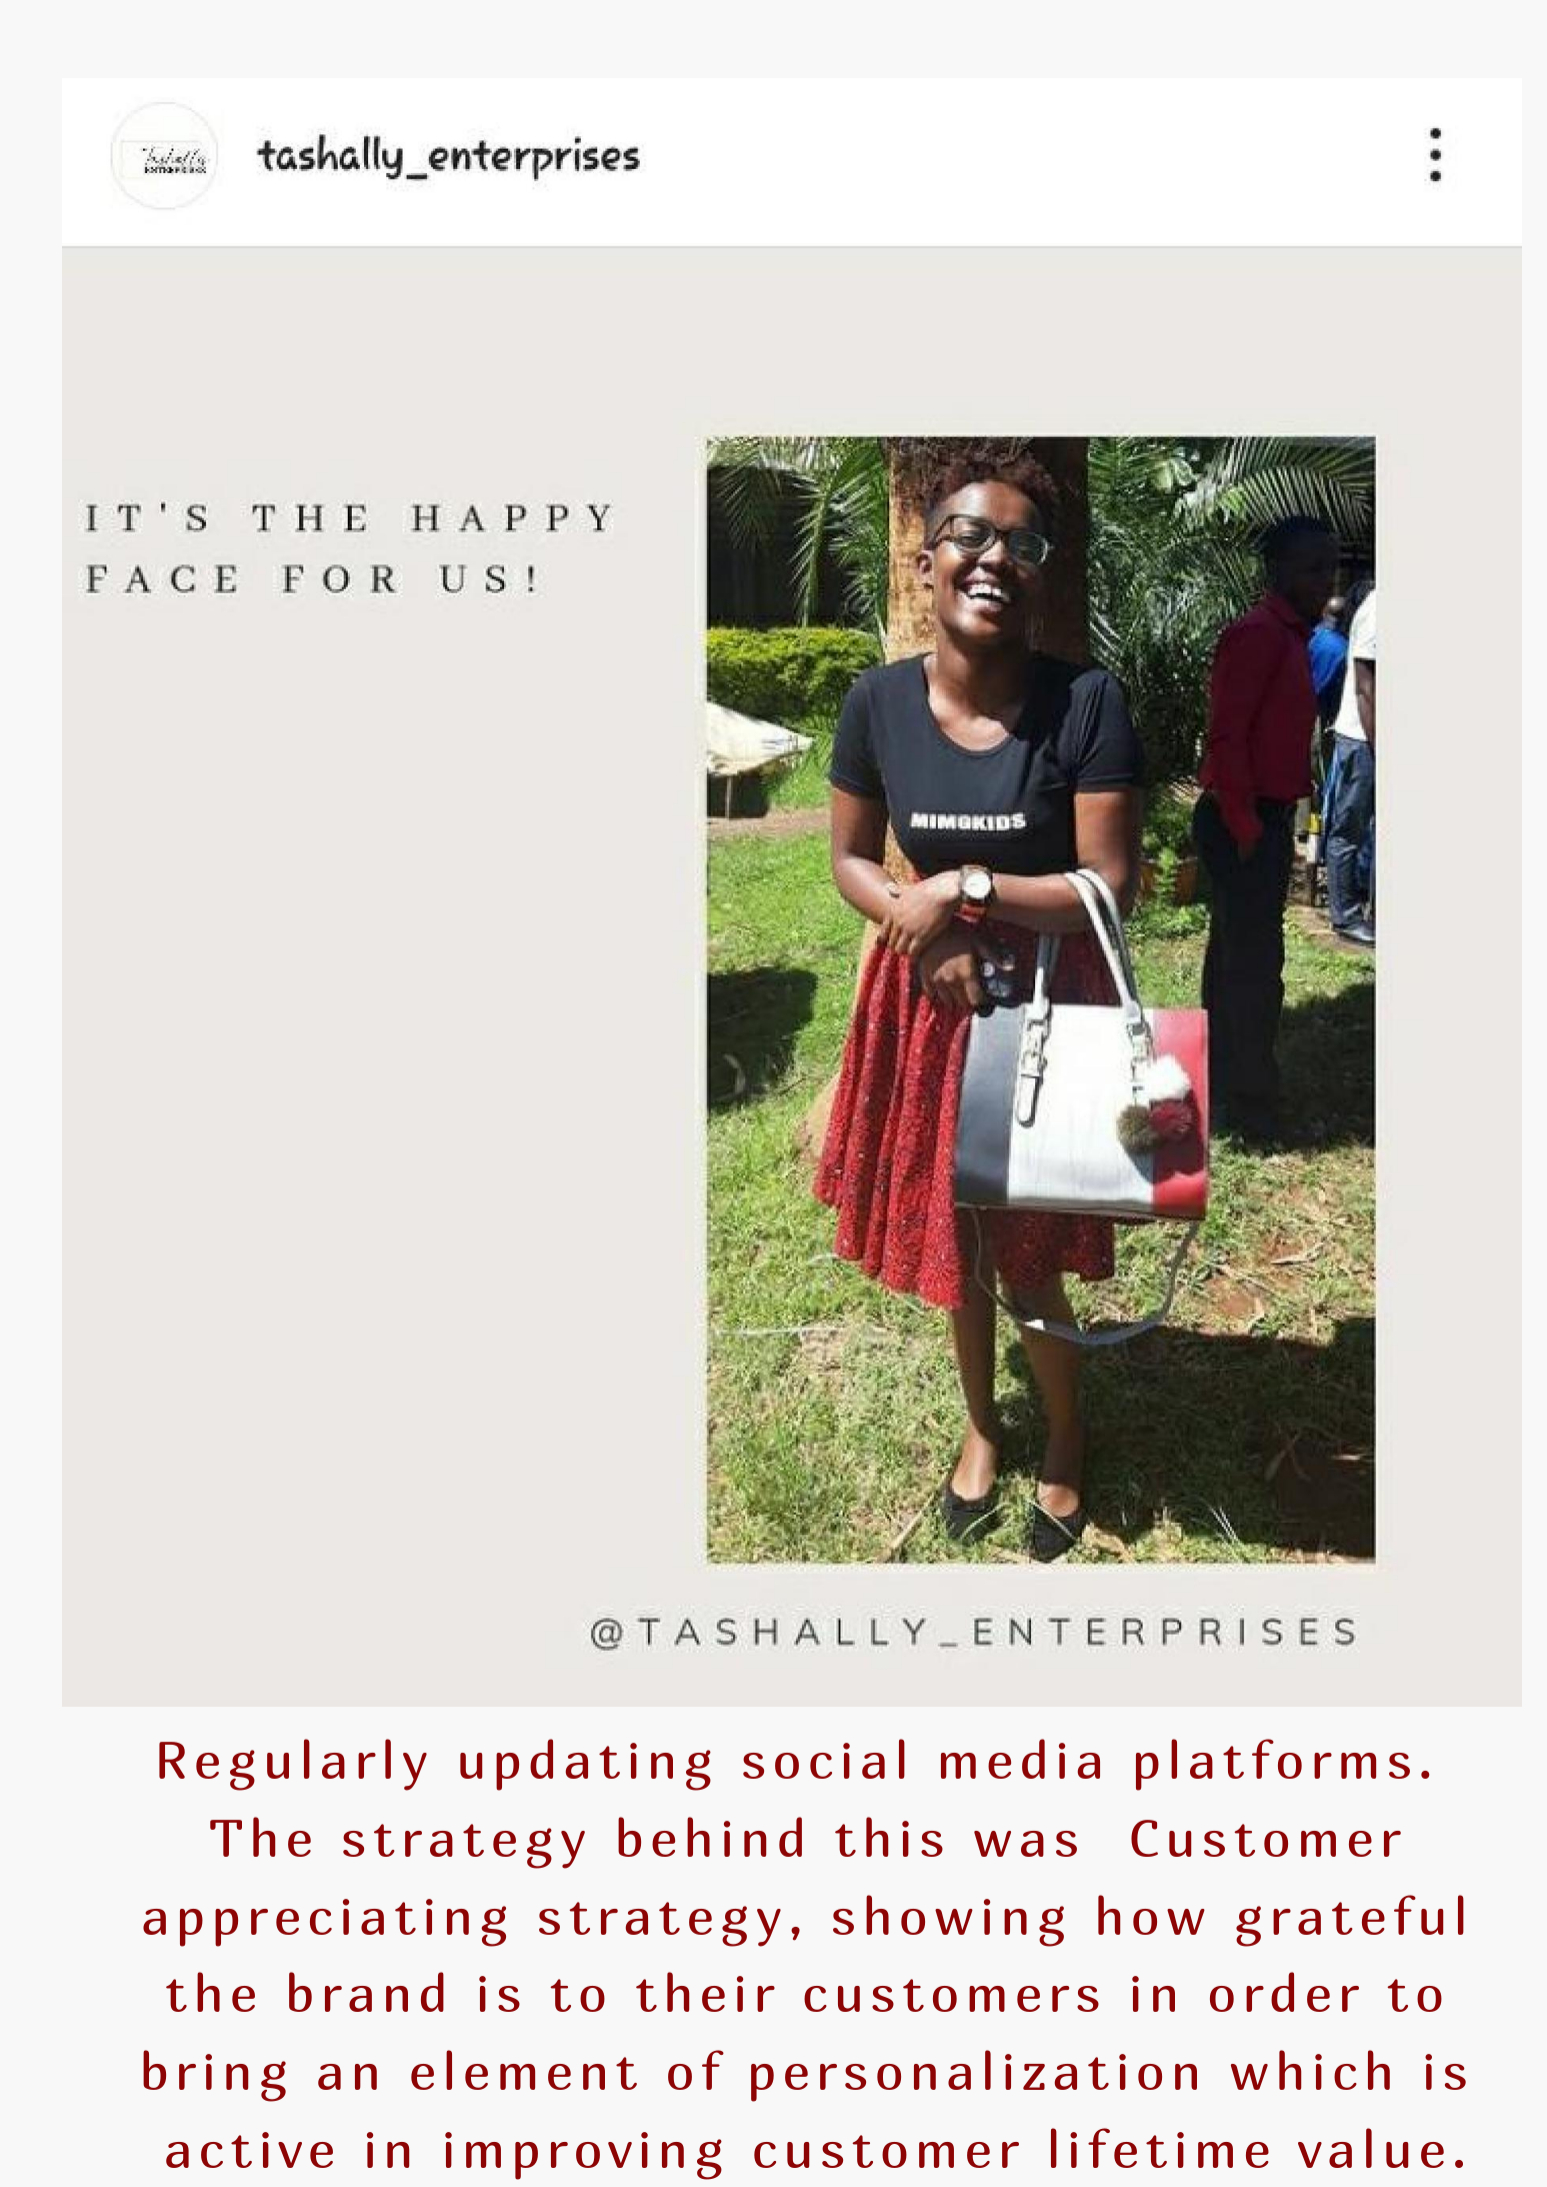 Tashally
ENTERPRISES
tashally_enterprises
IT'S THE HAPPY
FACE FOR US!
MIMOKIDS
@TASHALLY_ENTERPRISES
Regularly updating social media platforms.
The strategy behind this was Customer
appreciating strategy, showing how grateful
the brand is to their customers in order to
bring an element of personalization which is
active in improving customer lifetime value.